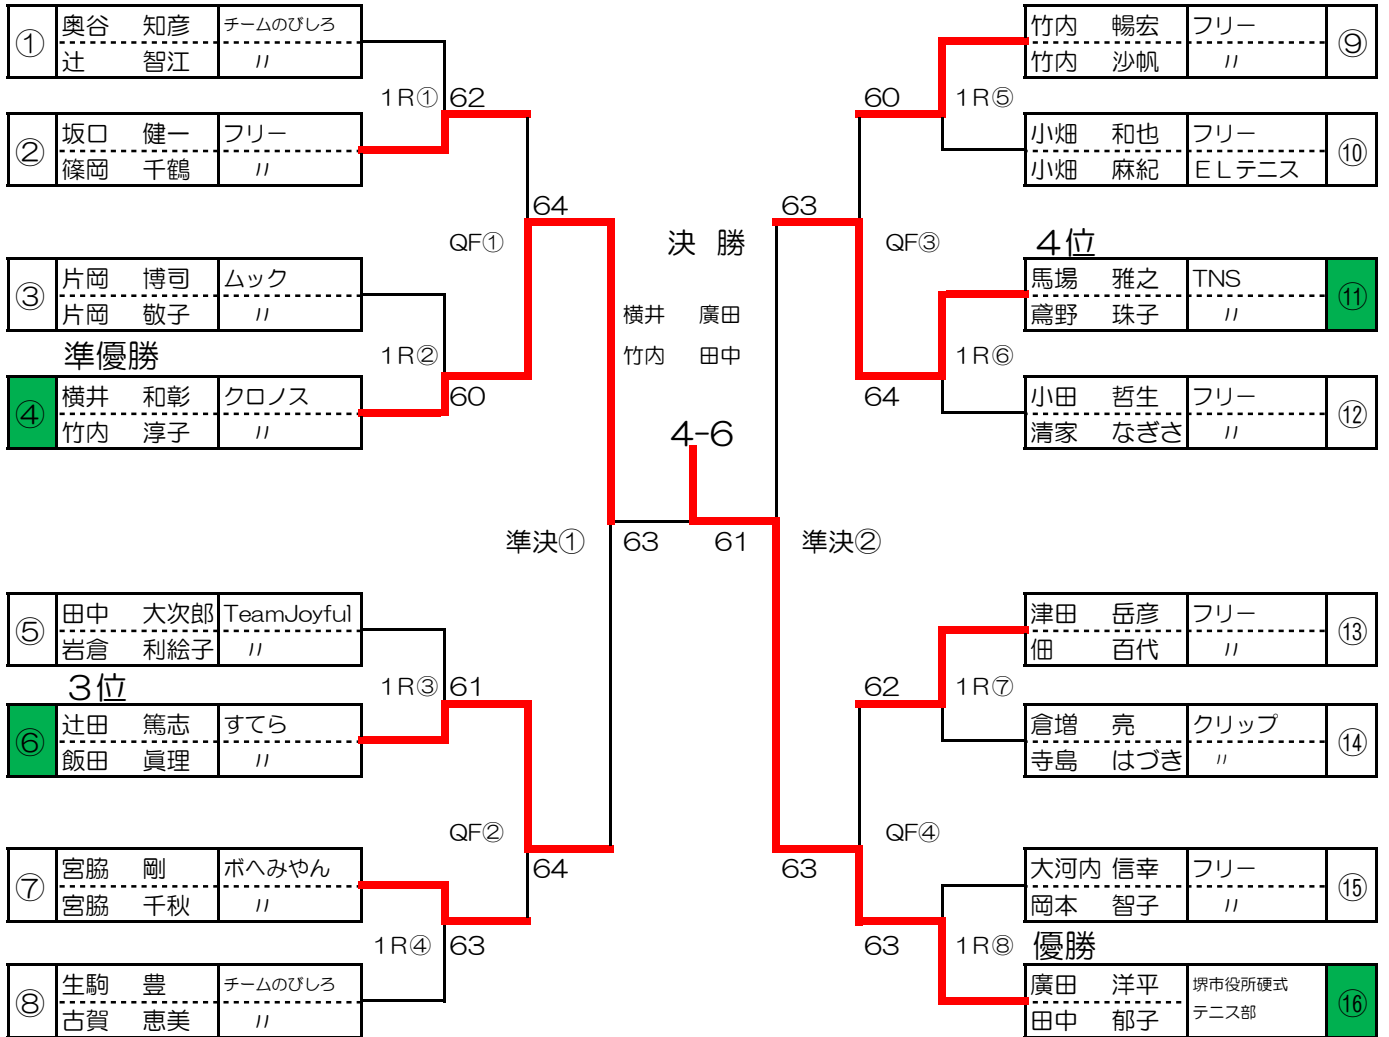 ① 奥谷 知彦 チームのびしろ
辻 智江 〃
1R① 62
② 坂口 健一 フリー
篠岡 千鶴 〃
64
QF①
③ 片岡 博司 ムック
片岡 敬子 〃
準優勝
1R②
④ 横井 和彰 クロノス
60
竹内 淳子 〃
決 勝
横井 廣田
竹内 田中
4-6
準決① 63 61 準決②
⑤ 田中 大次郎 TeamJoyful
岩倉 利絵子 〃
3位
1R③ 61
⑥ 辻田 篤志 すてら
飯田 眞理 〃
QF②
64
⑦ 宮脇 剛 ボヘみやん
宮脇 千秋 〃
1R④ 63
⑧ 生駒 豊 チームのびしろ
古賀 恵美 〃
竹内 暢宏 フリー ⑨
竹内 沙帆 〃
60 1R⑤
小畑 和也 フリー ⑩
小畑 麻紀 ELテニス
63
QF③
4位
馬場 雅之 TNS ⑪
鳶野 珠子 〃
1R⑥
64
小田 哲生 フリー ⑫
清家 なぎさ 〃
津田 岳彦 フリー ⑬
佃 百代 〃
62 1R⑦
倉増 亮 クリップ ⑭
寺島 はづき 〃
QF④
63
大河内 信幸 フリー ⑮
岡本 智子 〃
63 1R⑧
優勝
廣田 洋平 堺市役所硬式 ⑯
田中 郁子 テニス部